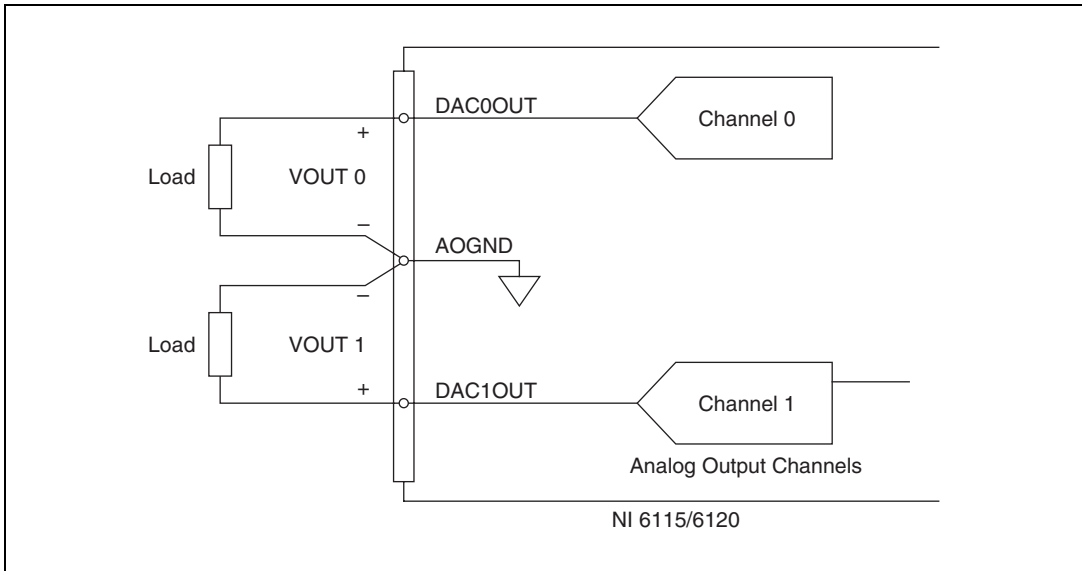 DAC0OUT
Channel 0
+
Load
VOUT 0
–
AOGND
–
Load
VOUT 1
+
DAC1OUT
Channel 1
Analog Output Channels
NI 6115/6120